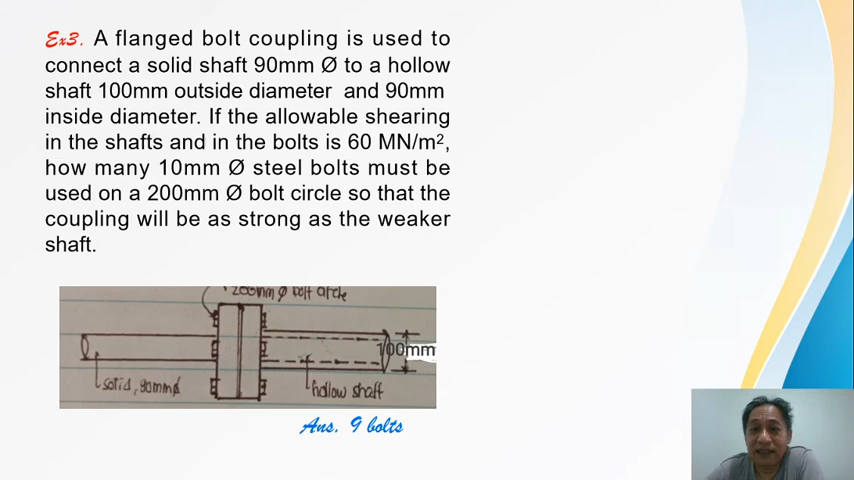 Ex3. A flanged bolt coupling is used to
connect a solid shaft 90mm Ø to a hollow
shaft 100mm outside diameter and 90mm
inside diameter. If the allowable shearing
in the shafts and in the bolts is 60 MN/m²,
how many 10mm Ø steel bolts must be
used on a 200mm Ø bolt circle so that the
coupling will be as strong as the weaker
shaft.
200mm Ø bolt circle
100mm
solid, 90mm Ø
hollow shaft
Ans. 9 bolts